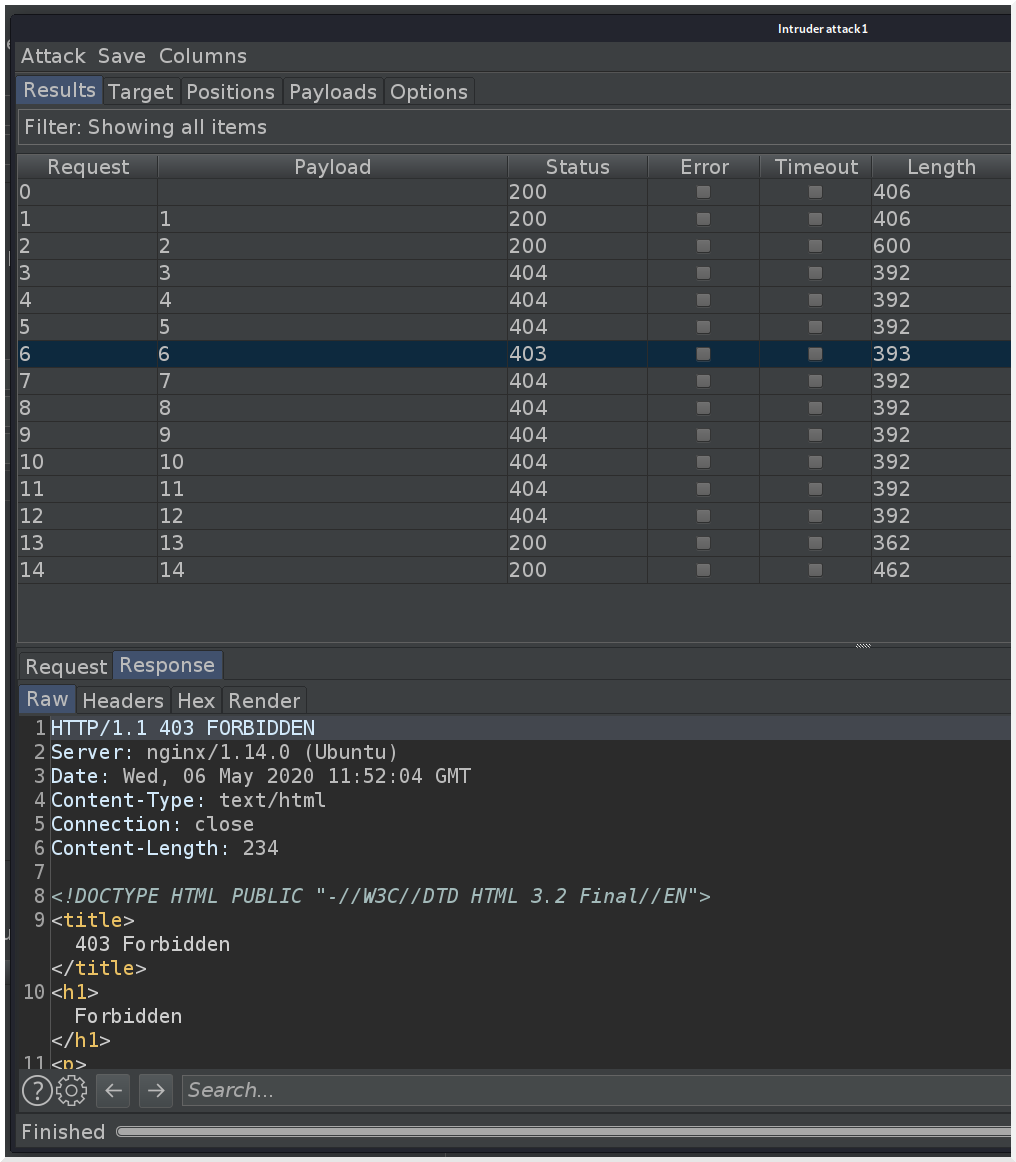 Intruder attack1
Attack Save Columns
Results Target Positions Payloads Options
Filter: Showing all items
Request Payload Status Error Timeout Length
0 200 406
1 1 200 406
2 2 200 600
3 3 404 392
4 4 404 392
5 5 404 392
6 6 403 393
7 7 404 392
8 8 404 392
9 9 404 392
10 10 404 392
11 11 404 392
12 12 404 392
13 13 200 362
14 14 200 462
Request Response
Raw Headers Hex Render
1 HTTP/1.1 403 FORBIDDEN
2 Server: nginx/1.14.0 (Ubuntu)
3 Date: Wed, 06 May 2020 11:52:04 GMT
4 Content-Type: text/html
5 Connection: close
6 Content-Length: 234
7
8 <!DOCTYPE HTML PUBLIC "-//W3C//DTD HTML 3.2 Final//EN">
9 <title>
403 Forbidden
</title>
10 <h1>
Forbidden
</h1>
11 <p>
? Search...
Finished